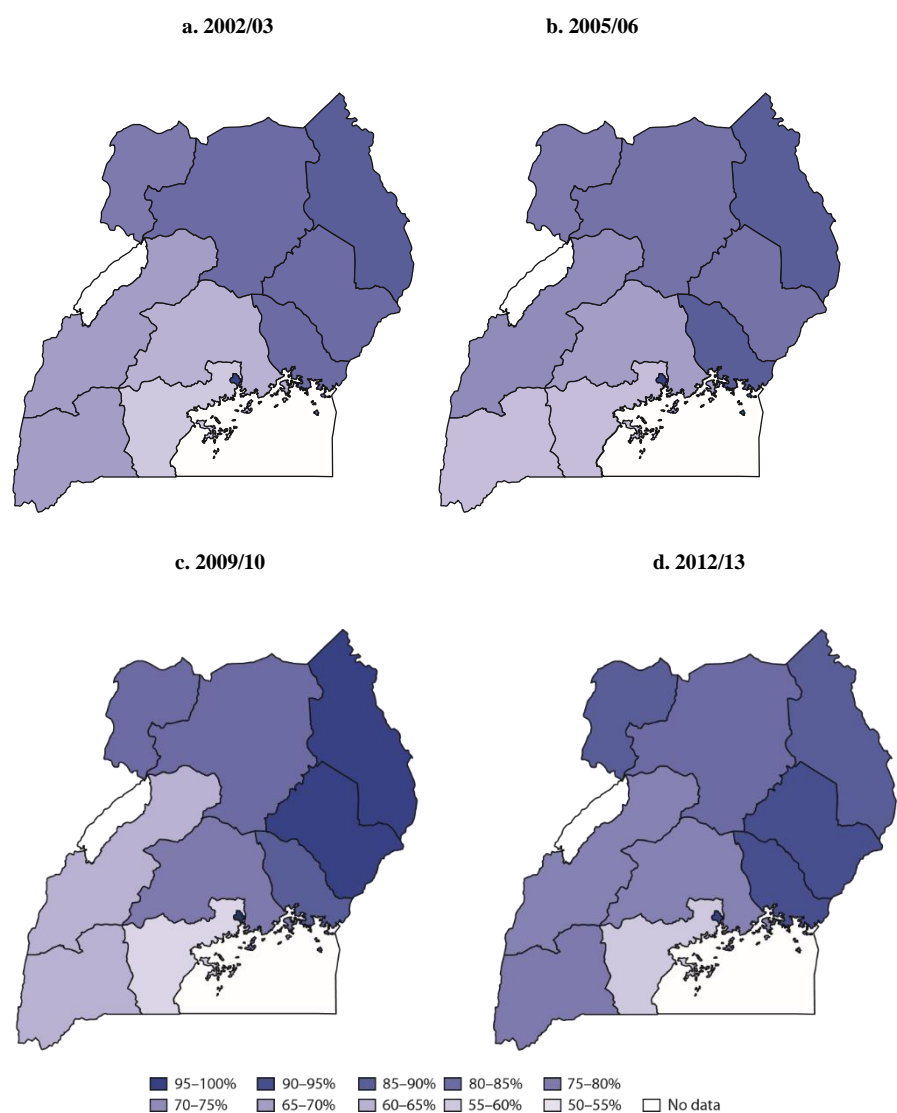 a. 2002/03
b. 2005/06
c. 2009/10
d. 2012/13
95–100% 90–95% 85–90% 80–85% 75–80%
70–75% 65–70% 60–65% 55–60% 50–55% No data